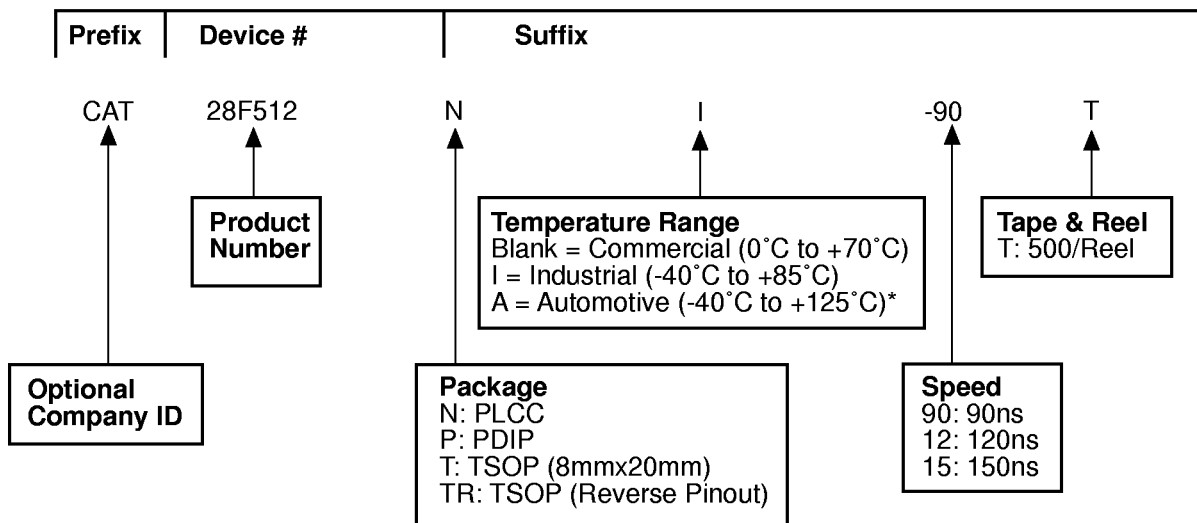 Prefix Device # Suffix
CAT 28F512 N I -90 T
Product
Number
Temperature Range
Blank = Commercial (0˚C to +70˚C)
I = Industrial (-40˚C to +85˚C)
A = Automotive (-40˚C to +125˚C)*
Tape & Reel
T: 500/Reel
Optional
Company ID
Package
N: PLCC
P: PDIP
T: TSOP (8mmx20mm)
TR: TSOP (Reverse Pinout)
Speed
90: 90ns
12: 120ns
15: 150ns